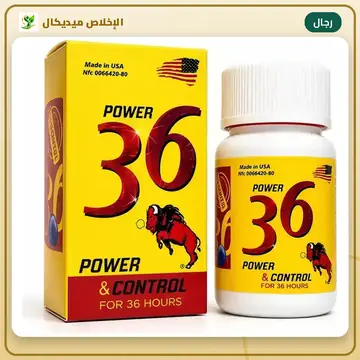 الإخلاص ميديكال
رجال
Made in USA
Nfc 0066420-80
POWER
36
POWER
& CONTROL
FOR 36 HOURS
Made in USA
Nfc 0066420-80
POWER
36
POWER
& CONTROL
FOR 36 HOURS